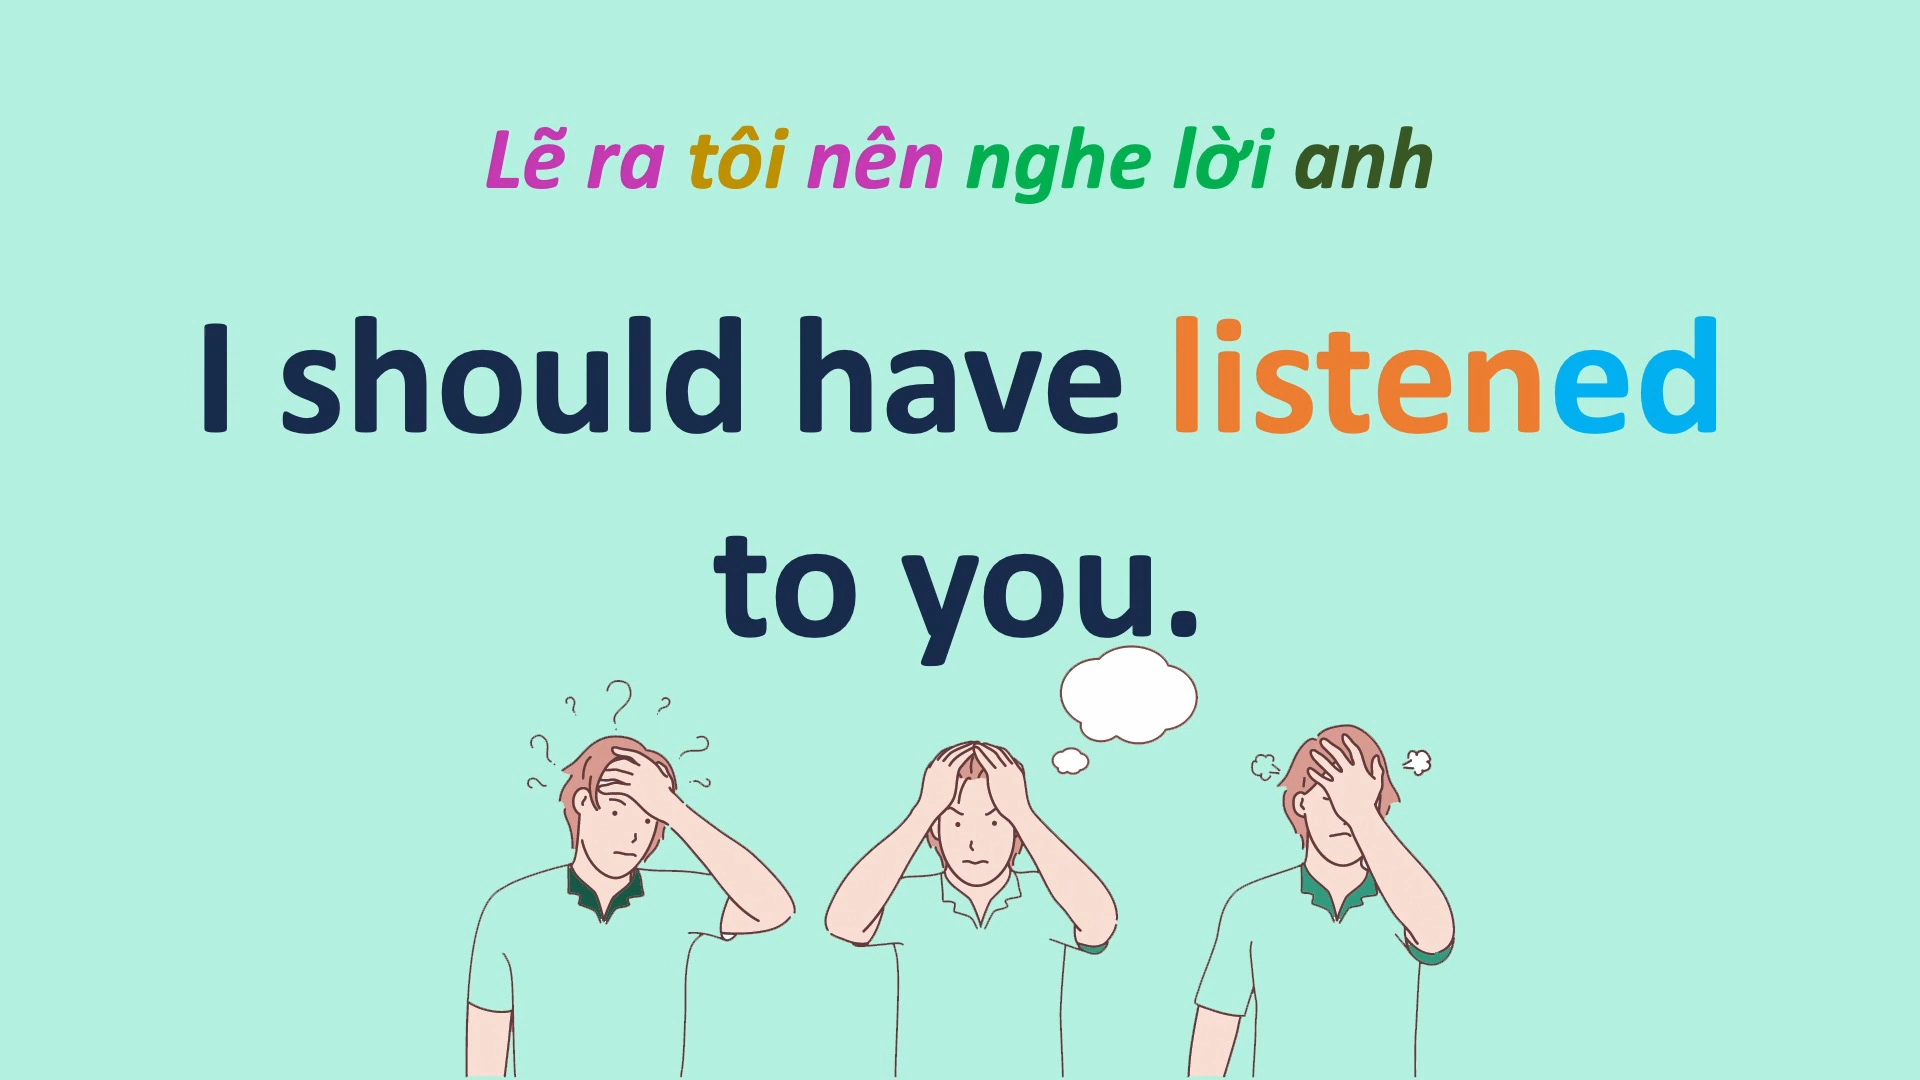 Lẽ ra tôi nên nghe lời anh
I should have listened
to you.